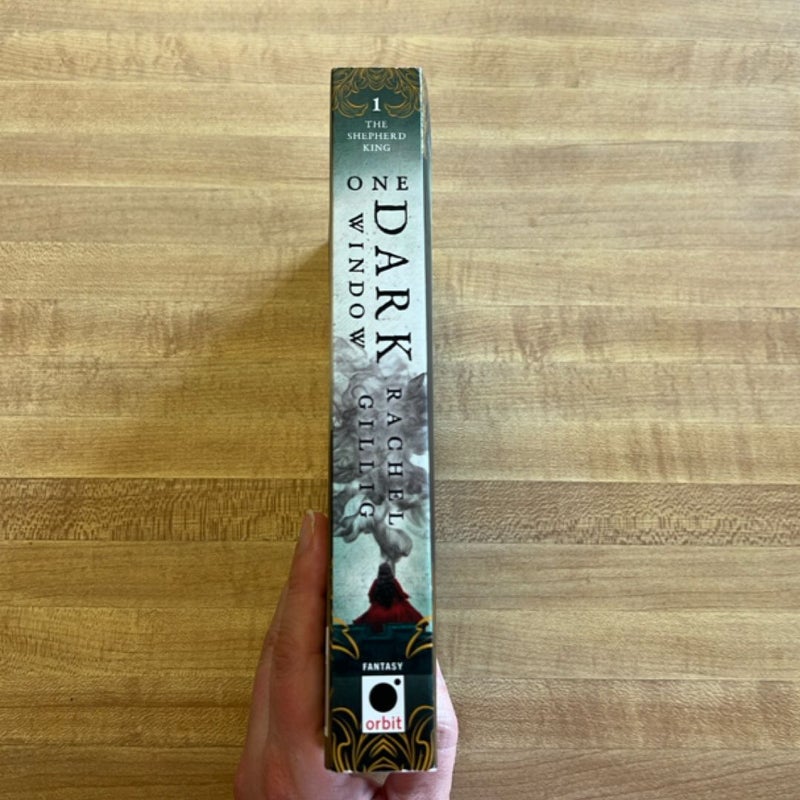 1
THE
SHEPHERD
KING
ONE
DARK
WINDOW
RACHEL
GILLIG
FANTASY
orbit